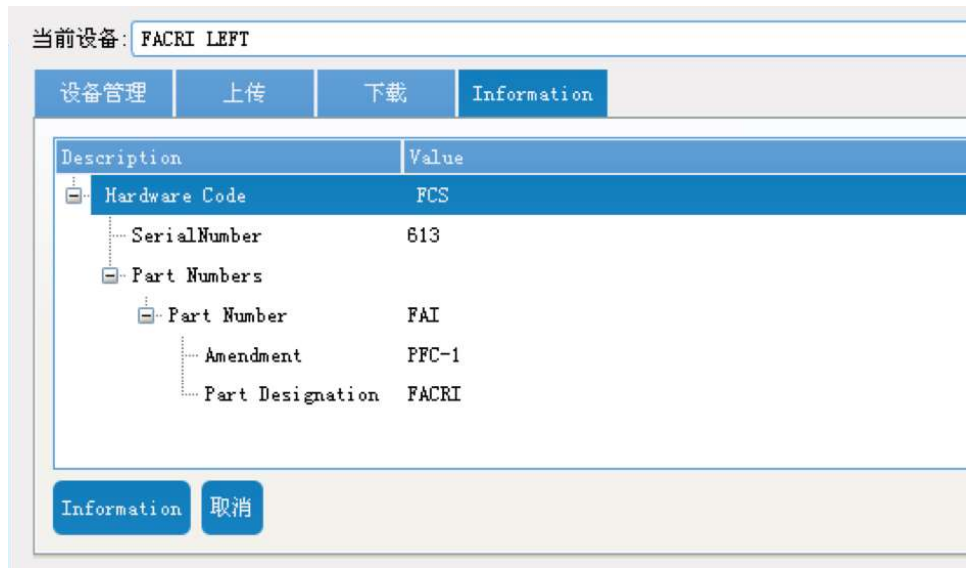 当前设备: FACRI LEFT
设备管理 上传 下载 Information
Description Value
Hardware Code FCS
SerialNumber 613
Part Numbers
Part Number FAI
Amendment PFC-1
Part Designation FACRI
Information 取消